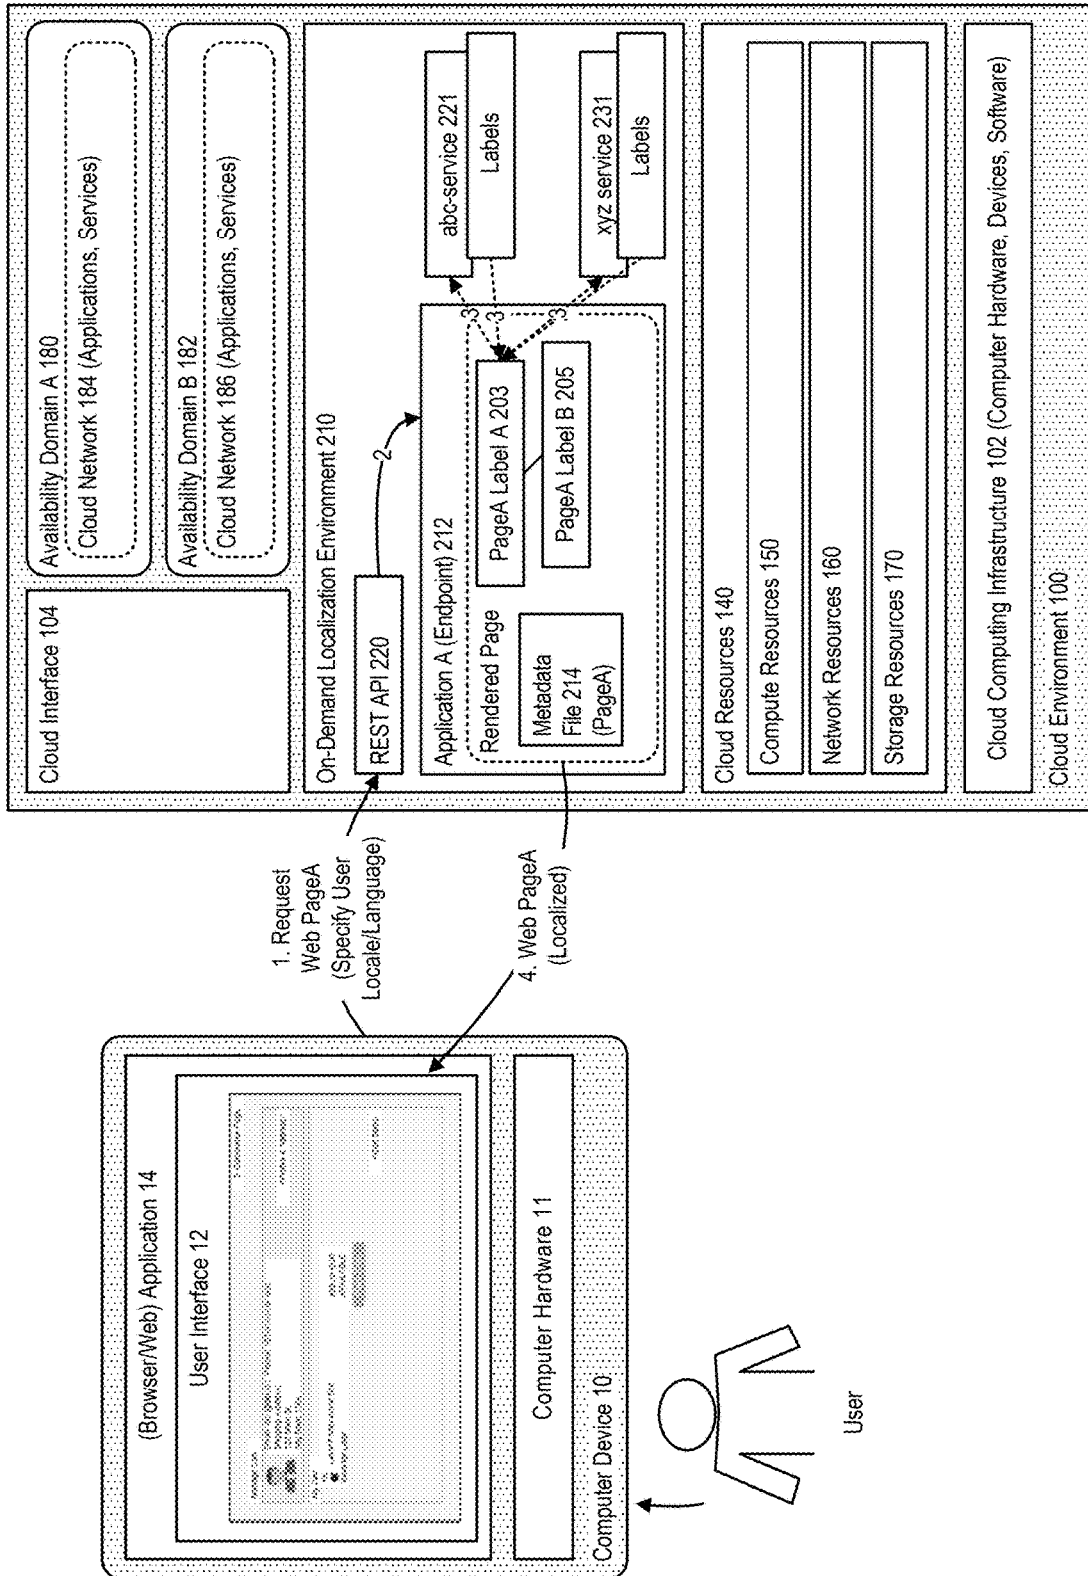 (Browser/Web) Application 14
User Interface 12
Computer Hardware 11
Computer Device 10
User
1. Request
Web PageA
(Specify User
Locale/Language)
4. Web PageA
(Localized)
Cloud Interface 104
Availability Domain A 180
Cloud Network 184 (Applications, Services)
Availability Domain B 182
Cloud Network 186 (Applications, Services)
On-Demand Localization Environment 210
REST API 220
2
Application A (Endpoint) 212
Rendered Page
Metadata
File 214
(PageA)
PageA Label A 203
PageA Label B 205
3
3
3
abc-service 221
Labels
xyz service 231
Labels
Cloud Resources 140
Compute Resources 150
Network Resources 160
Storage Resources 170
Cloud Computing Infrastructure 102 (Computer Hardware, Devices, Software)
Cloud Environment 100